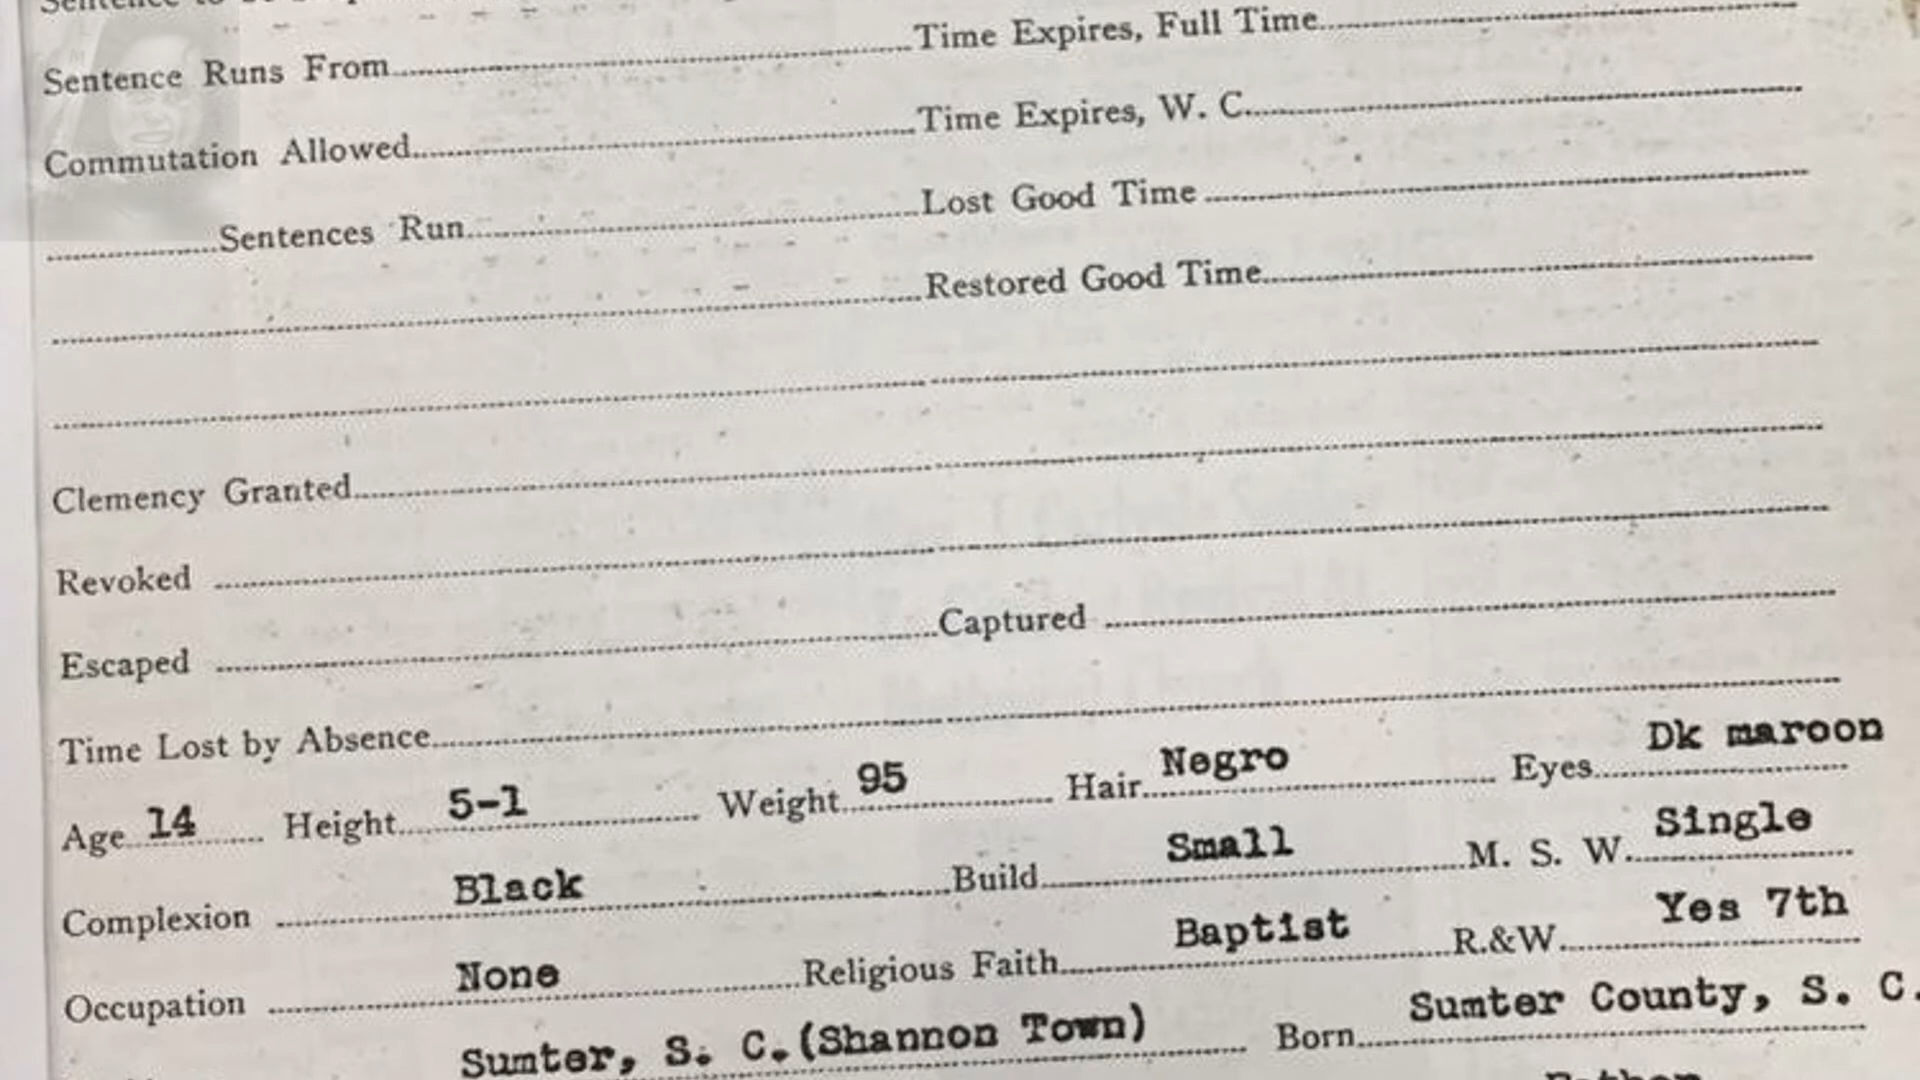 Sentence Runs From Time Expires, Full Time
Commutation Allowed Time Expires, W. C.
Sentences Run Lost Good Time
Restored Good Time
Clemency Granted
Revoked
Escaped Captured
Time Lost by Absence
Age 14 Height 5-1 Weight 95 Hair Negro Eyes Dk maroon
Complexion Black Build Small M. S. W. Single
Occupation None Religious Faith Baptist R.&W. Yes 7th
Sumter, S. C.(Shannon Town) Born Sumter County, S. C.